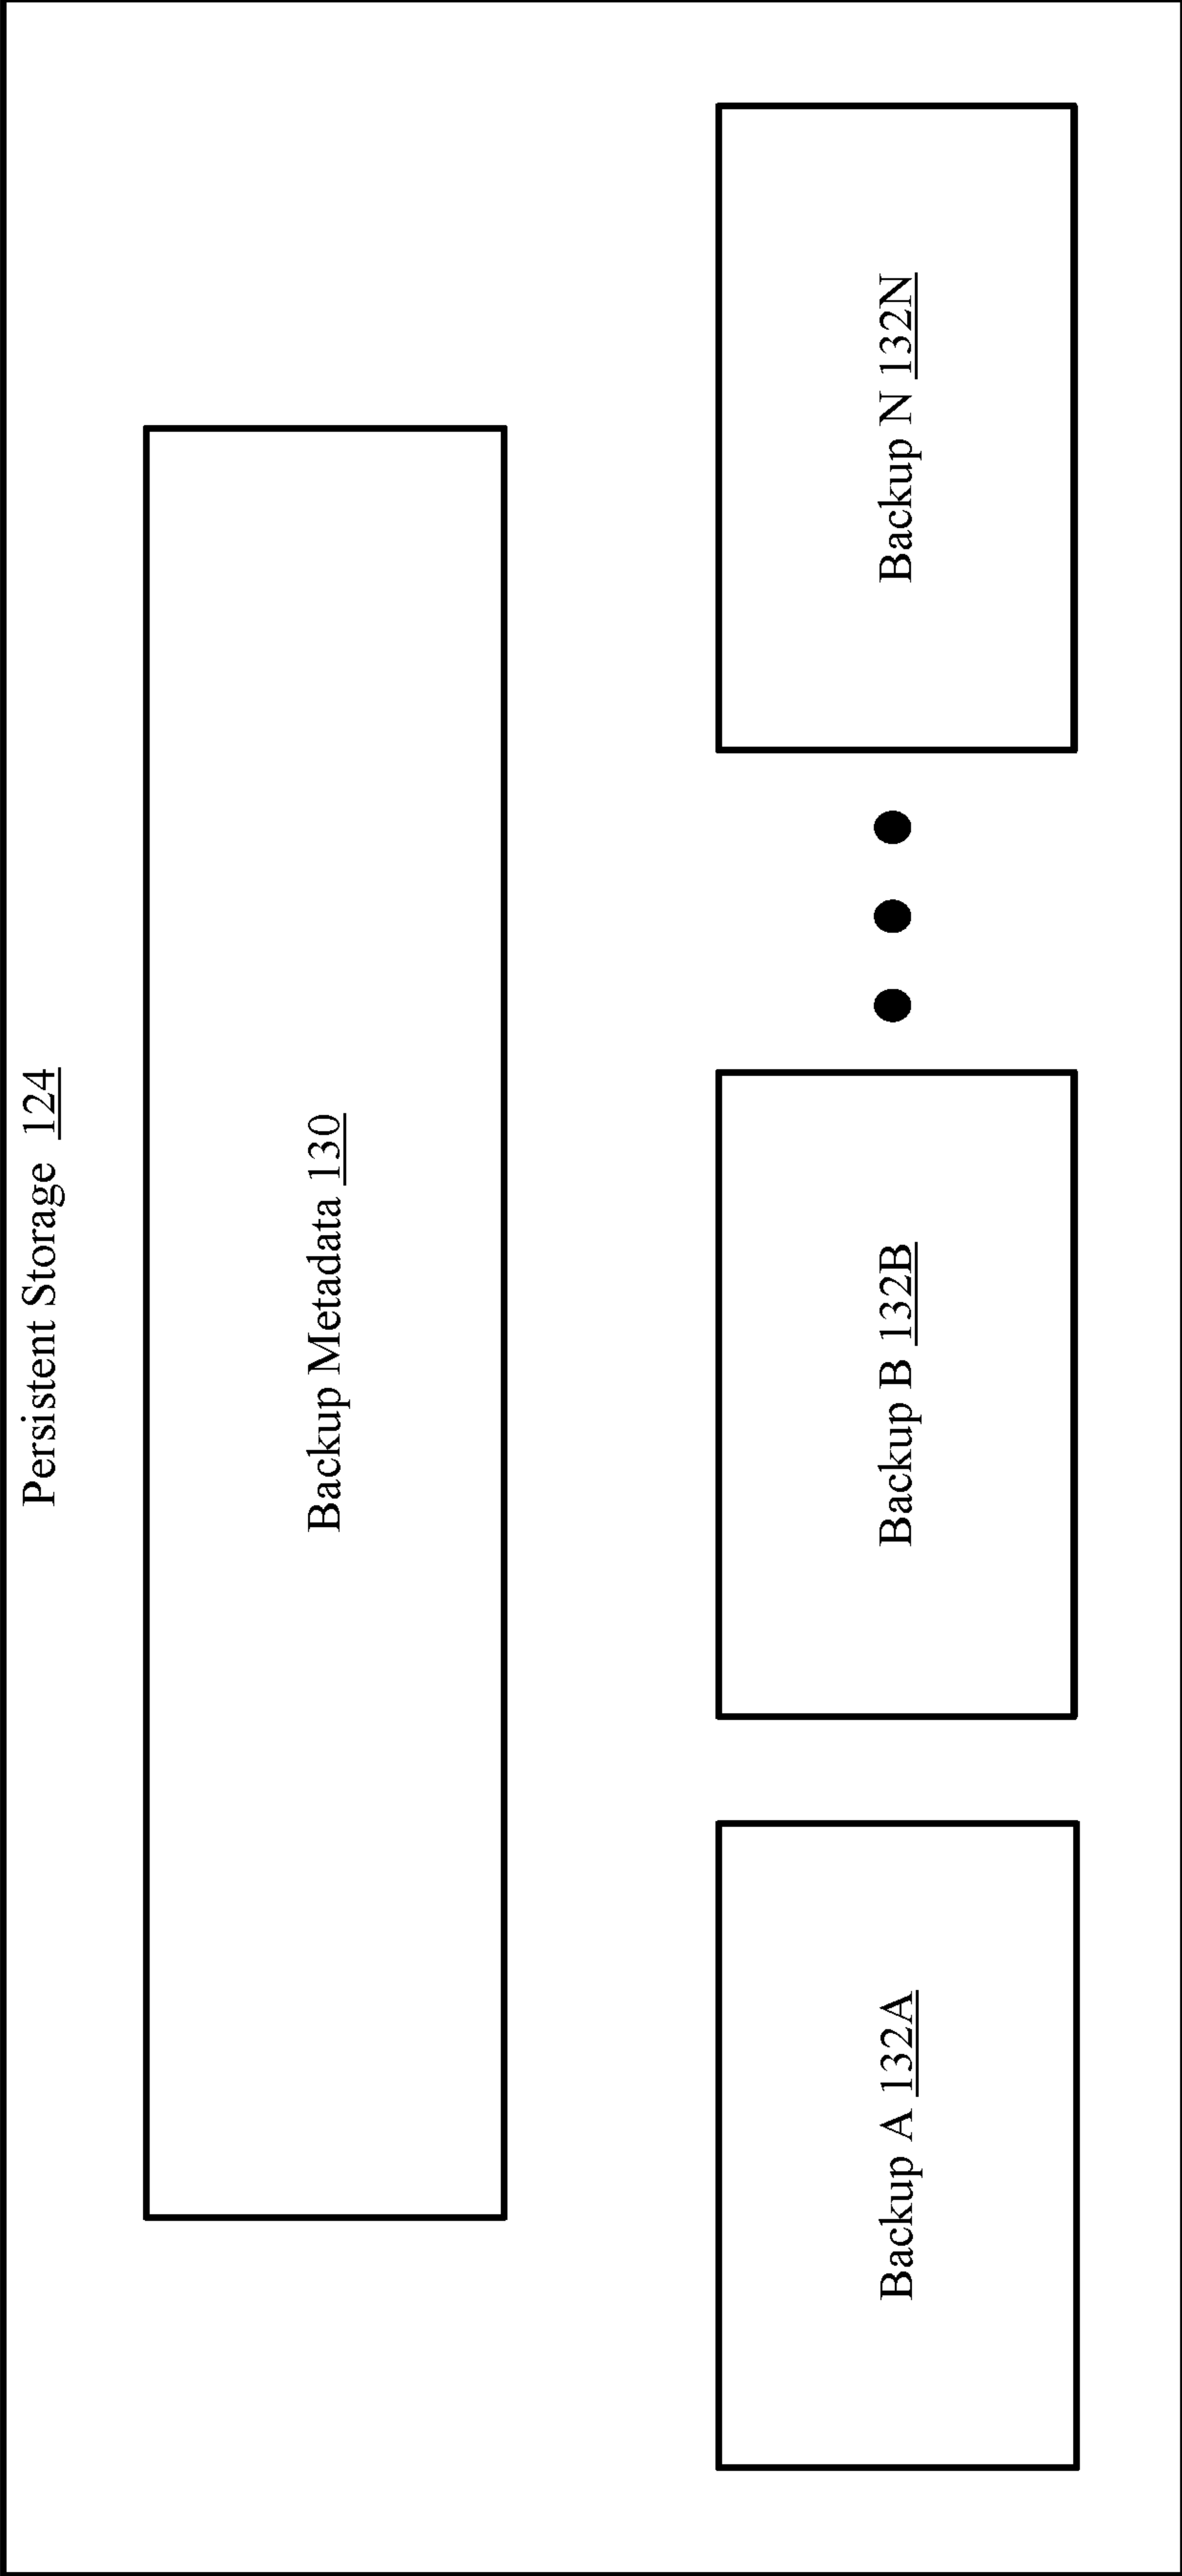 Persistent Storage 124
Backup Metadata 130
Backup A 132A
Backup B 132B
Backup N 132N